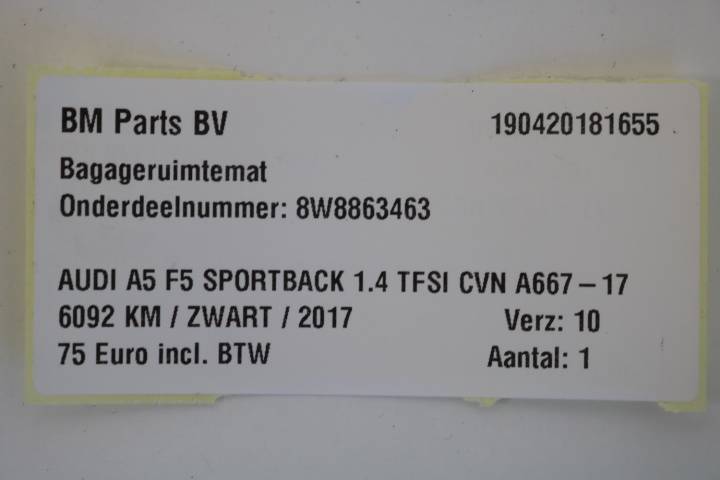 BM Parts BV 190420181655
Bagageruimtemat
Onderdeelnummer: 8W8863463
AUDI A5 F5 SPORTBACK 1.4 TFSI CVN A667-17
6092 KM / ZWART / 2017 Verz: 10
75 Euro incl. BTW Aantal: 1